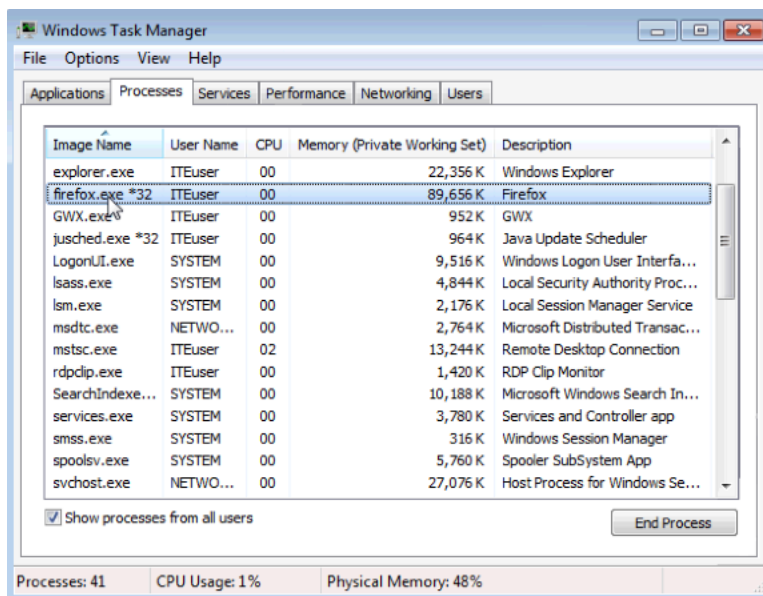 Windows Task Manager
File Options View Help
Applications Processes Services Performance Networking Users
Image Name User Name CPU Memory (Private Working Set) Description
explorer.exe ITEuser 00 22,356 K Windows Explorer
firefox.exe *32 ITEuser 00 89,656 K Firefox
GWX.exe ITEuser 00 952 K GWX
jusched.exe *32 ITEuser 00 964 K Java Update Scheduler
LogonUI.exe SYSTEM 00 9,516 K Windows Logon User Interfa...
lsass.exe SYSTEM 00 4,844 K Local Security Authority Proc...
lsm.exe SYSTEM 00 2,176 K Local Session Manager Service
msdtc.exe NETWO... 00 2,764 K Microsoft Distributed Transac...
mstsc.exe ITEuser 02 13,244 K Remote Desktop Connection
rdpclip.exe ITEuser 00 1,420 K RDP Clip Monitor
SearchIndexe... SYSTEM 00 10,188 K Microsoft Windows Search In...
services.exe SYSTEM 00 3,780 K Services and Controller app
smss.exe SYSTEM 00 316 K Windows Session Manager
spoolsv.exe SYSTEM 00 5,760 K Spooler SubSystem App
svchost.exe NETWO... 00 27,076 K Host Process for Windows Se...
Show processes from all users End Process
Processes: 41 CPU Usage: 1% Physical Memory: 48%